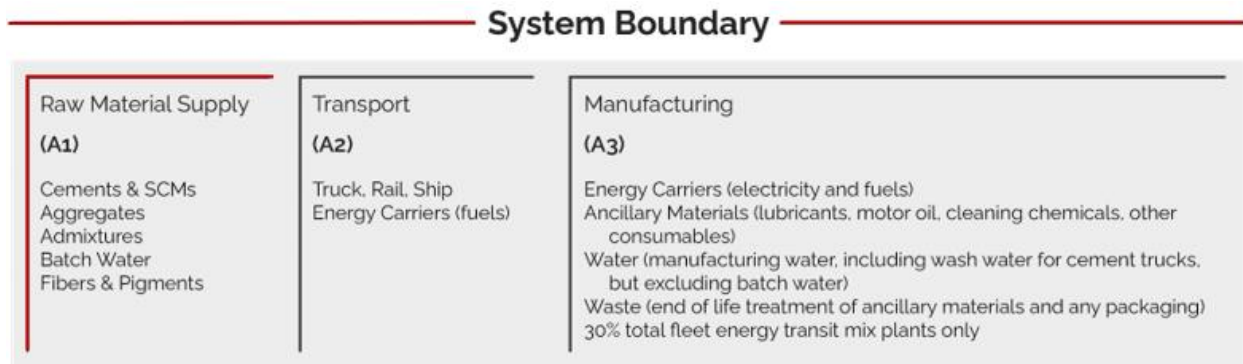 System Boundary
Raw Material Supply
(A1)
Cements & SCMs
Aggregates
Admixtures
Batch Water
Fibers & Pigments
Transport
(A2)
Truck, Rail, Ship
Energy Carriers (fuels)
Manufacturing
(A3)
Energy Carriers (electricity and fuels)
Ancillary Materials (lubricants, motor oil, cleaning chemicals, other
consumables)
Water (manufacturing water, including wash water for cement trucks,
but excluding batch water)
Waste (end of life treatment of ancillary materials and any packaging)
30% total fleet energy transit mix plants only